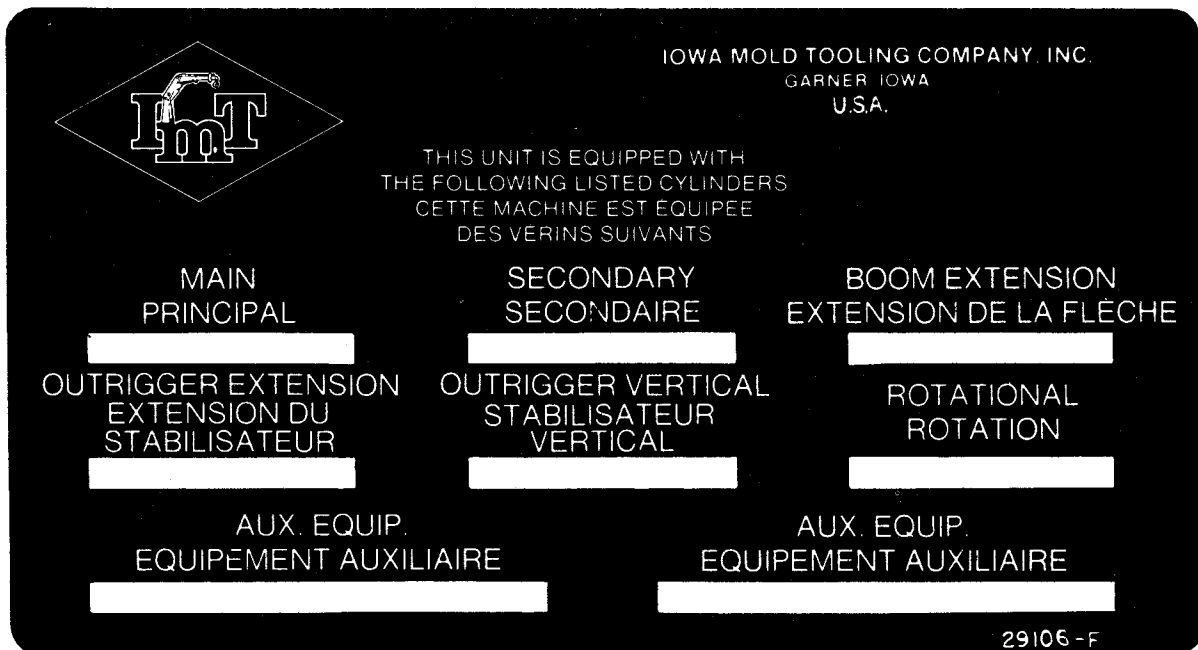 ImT
IOWA MOLD TOOLING COMPANY, INC.
GARNER IOWA
U.S.A.
THIS UNIT IS EQUIPPED WITH
THE FOLLOWING LISTED CYLINDERS
CETTE MACHINE EST ÉQUIPÉE
DES VERINS SUIVANTS
MAIN
PRINCIPAL
SECONDARY
SECONDAIRE
BOOM EXTENSION
EXTENSION DE LA FLÈCHE
OUTRIGGER EXTENSION
EXTENSION DU
STABILISATEUR
OUTRIGGER VERTICAL
STABILISATEUR
VERTICAL
ROTATIONAL
ROTATION
AUX. EQUIP.
EQUIPEMENT AUXILIAIRE
AUX. EQUIP.
EQUIPEMENT AUXILIAIRE
29106-F